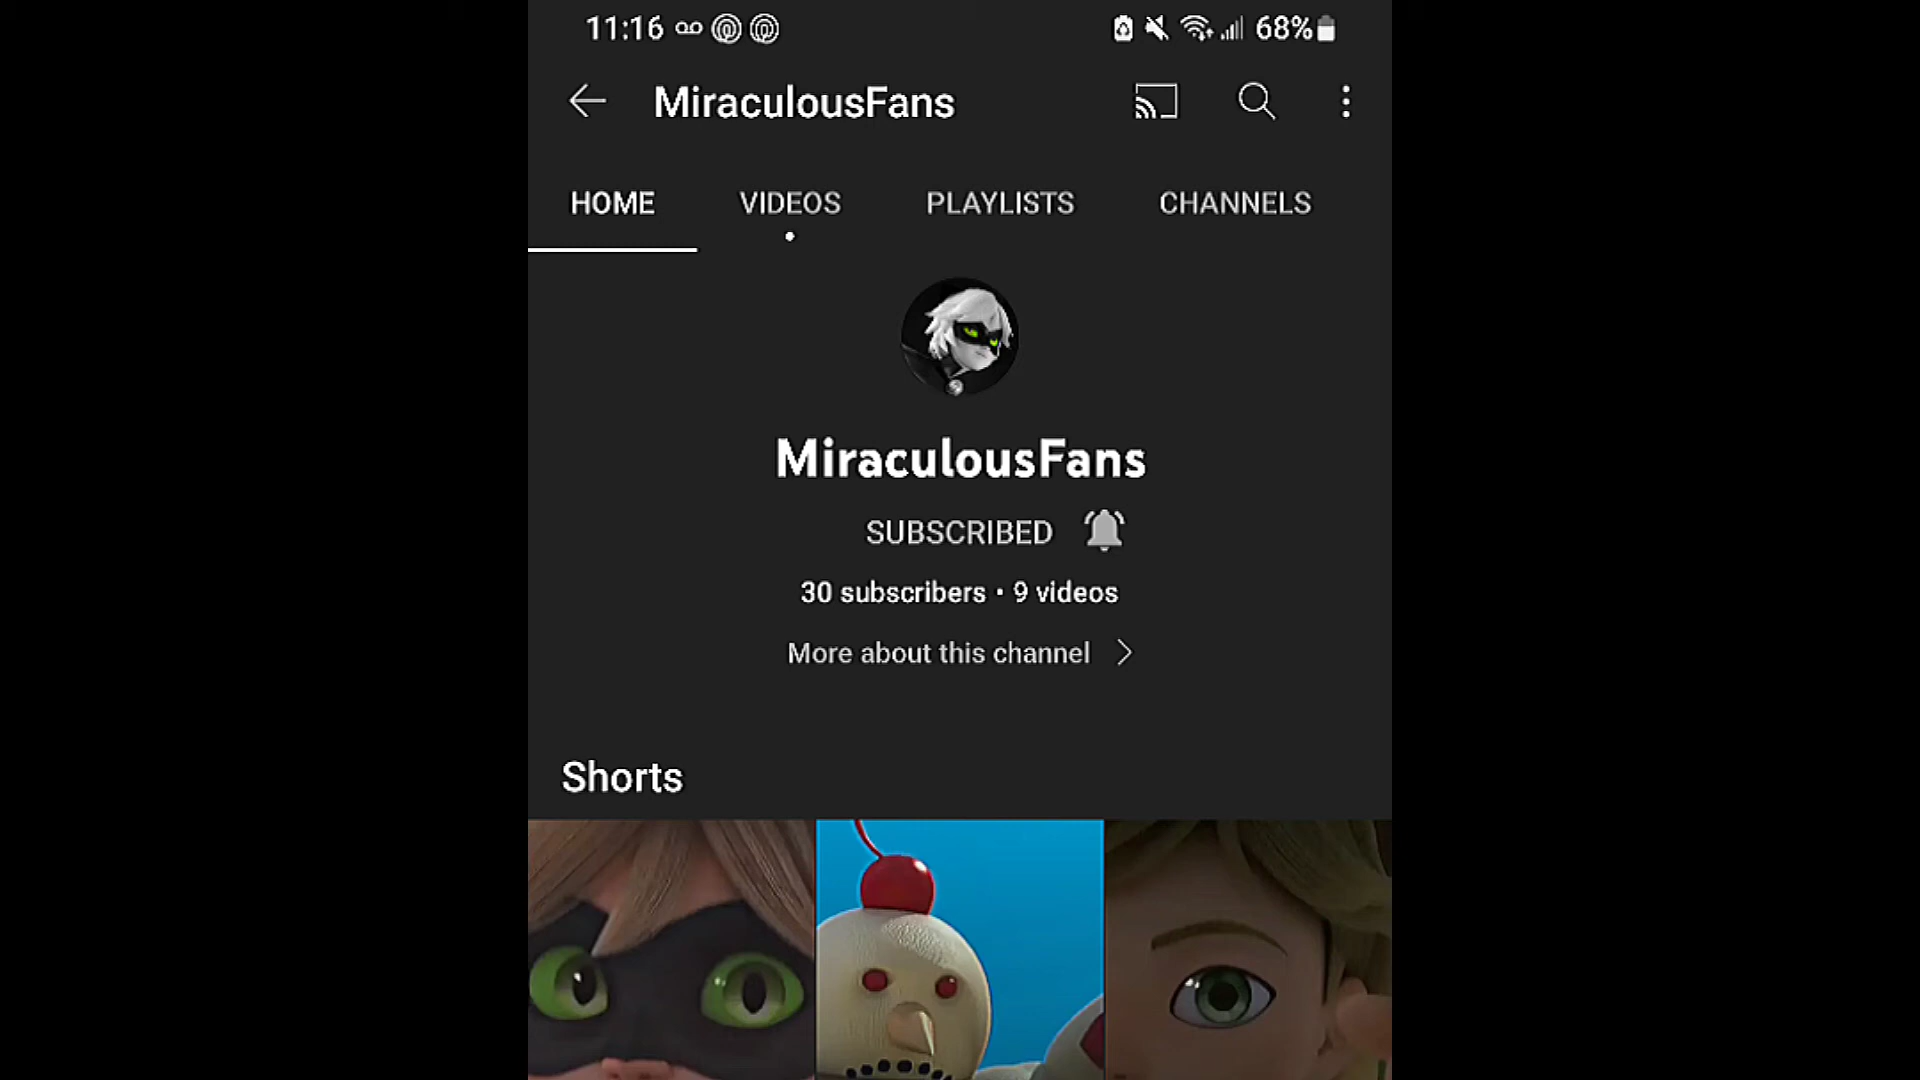 11:16 68%
MiraculousFans
HOME VIDEOS PLAYLISTS CHANNELS
MiraculousFans
SUBSCRIBED
30 subscribers • 9 videos
More about this channel
Shorts